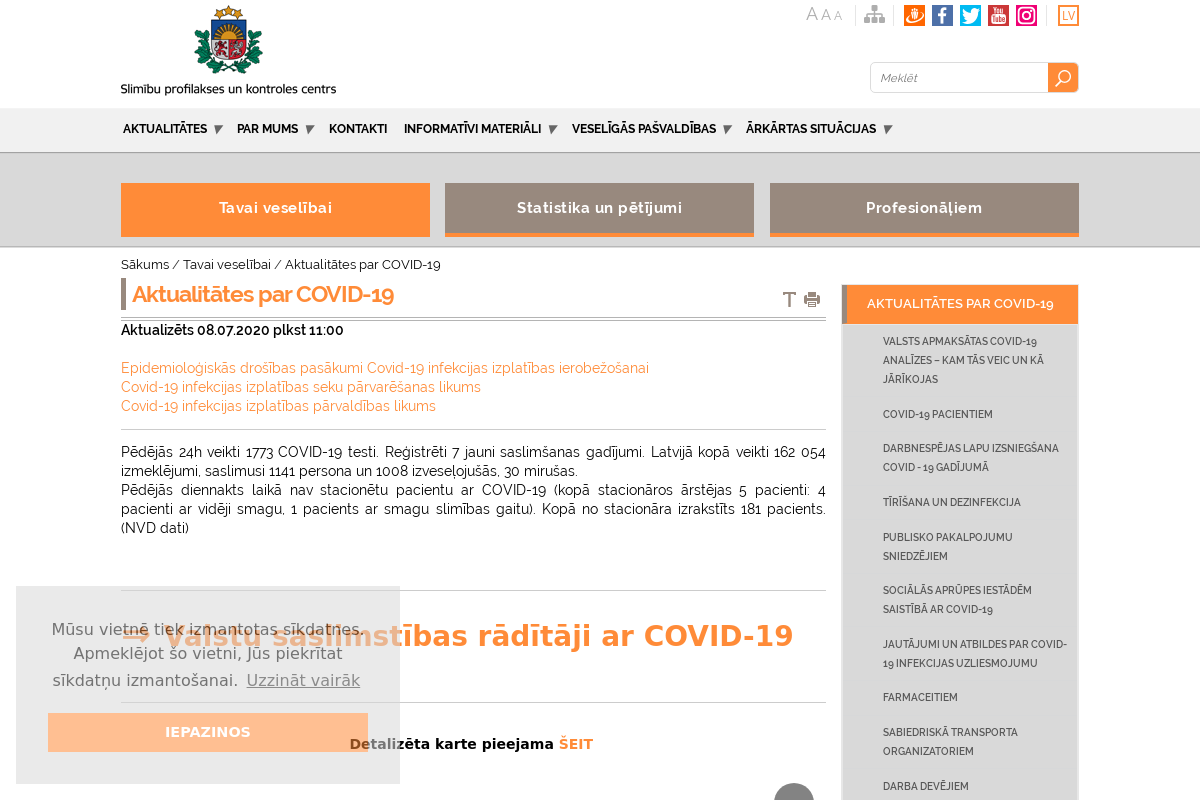 A A A
You Tube
LV
Slimību profilakses un kontroles centrs
Meklēt
AKTUALITĀTES PAR MUMS KONTAKTI INFORMATĪVI MATERIĀLI VESELĪGĀS PAŠVALDĪBAS ĀRKĀRTAS SITUĀCIJAS
Tavai veselībai
Statistika un pētījumi
Profesionāļiem
Sākums / Tavai veselībai / Aktualitātes par COVID-19
Aktualitātes par COVID-19
Aktualizēts 08.07.2020 plkst 11:00
Epidemioloģiskās drošības pasākumi Covid-19 infekcijas izplatības ierobežošanai
Covid-19 infekcijas izplatības seku pārvarēšanas likums
Covid-19 infekcijas izplatības pārvaldības likums
Pēdējās 24h veikti 1773 COVID-19 testi. Reģistrēti 7 jauni saslimšanas gadījumi. Latvijā kopā veikti 162 054
izmeklējumi, saslimusi 1141 persona un 1008 izveseļojušās, 30 mirušas.
Pēdējās diennakts laikā nav stacionētu pacientu ar COVID-19 (kopā stacionāros ārstējas 5 pacienti: 4
pacienti ar vidēji smagu, 1 pacients ar smagu slimības gaitu). Kopā no stacionāra izrakstīts 181 pacients.
(NVD dati)
⇒ Valstu saslimstības rādītāji ar COVID-19
Detalizēta karte pieejama ŠEIT
Mūsu vietnē tiek izmantotas sīkdatnes.
Apmeklējot šo vietni, Jūs piekrītat
sīkdatņu izmantošanai. Uzzināt vairāk
IEPAZINOS
AKTUALITĀTES PAR COVID-19
VALSTS APMAKSĀTAS COVID-19
ANALĪZES – KAM TĀS VEIC UN KĀ
JĀRĪKOJAS
COVID-19 PACIENTIEM
DARBNESPĒJAS LAPU IZSNIEGŠANA
COVID - 19 GADĪJUMĀ
TĪRĪŠANA UN DEZINFEKCIJA
PUBLISKO PAKALPOJUMU
SNIEDZĒJIEM
SOCIĀLĀS APRŪPES IESTĀDĒM
SAISTĪBĀ AR COVID-19
JAUTĀJUMI UN ATBILDES PAR COVID-
19 INFEKCIJAS UZLIESMOJUMU
FARMACEITIEM
SABIEDRISKĀ TRANSPORTA
ORGANIZATORIEM
DARBA DEVĒJIEM